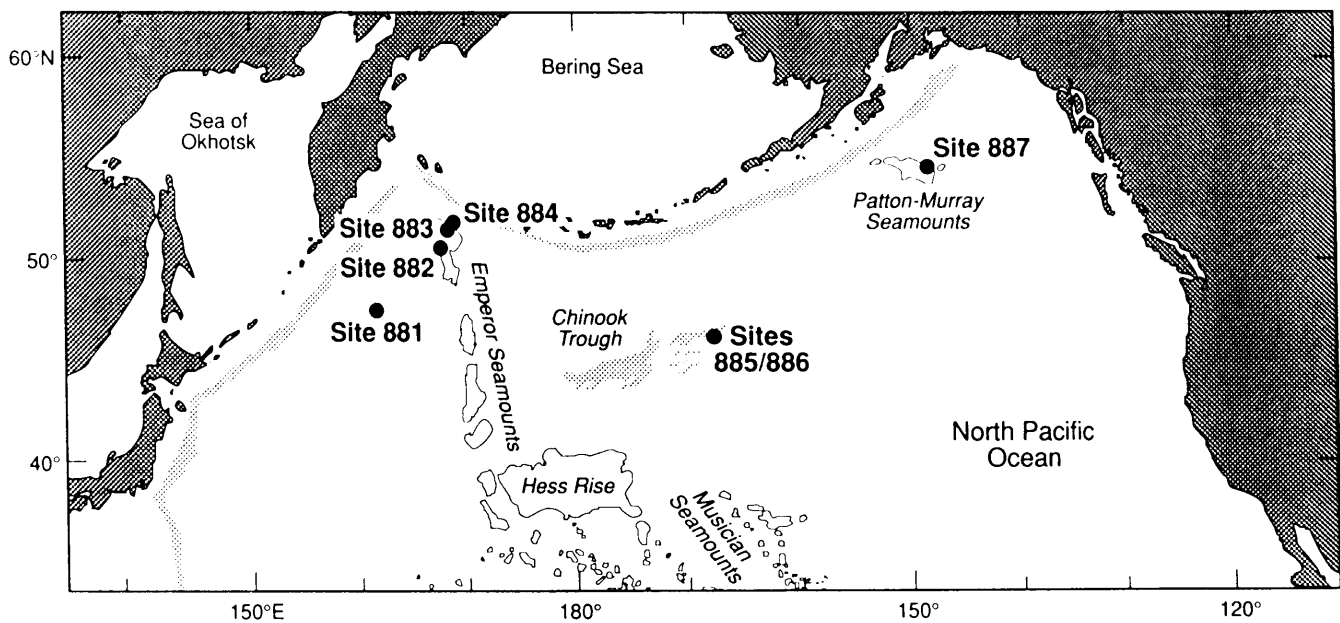 60°N
Bering Sea
Sea of
Okhotsk
Site 887
Patton-Murray
Seamounts
Site 884
Site 883
50°
Site 882
Emperor Seamounts
Chinook
Trough
Site 881
Sites
885/886
North Pacific
Ocean
40°
Hess Rise
Musician
Seamounts
150°E
180°
150°
120°